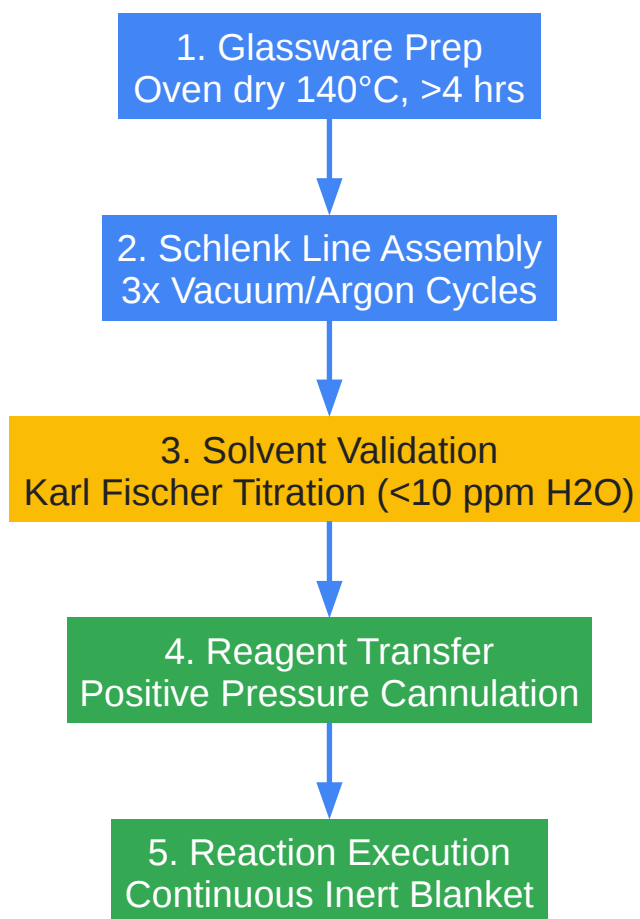 1. Glassware Prep
Oven dry 140°C, >4 hrs
2. Schlenk Line Assembly
3x Vacuum/Argon Cycles
3. Solvent Validation
Karl Fischer Titration (<10 ppm H2O)
4. Reagent Transfer
Positive Pressure Cannulation
5. Reaction Execution
Continuous Inert Blanket